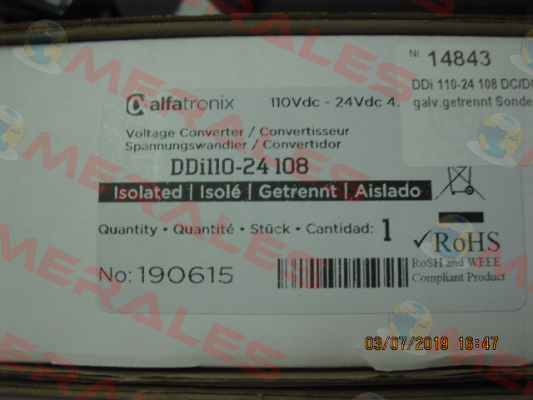 № 14843
DDi 110-24 108 DC/D
galv.getrennt Sonde
alfatronix 110Vdc - 24Vdc 4.
Voltage Converter / Convertisseur
Spannungswandler / Convertidor
DDi110-24 108
Isolated | Isolé | Getrennt | Aislado
Quantity • Quantité • Stück • Cantidad: 1
✓RoHS
RoSH and WEEE
Compliant Product
No: 190615
MERALES
03/07/2019 16:47